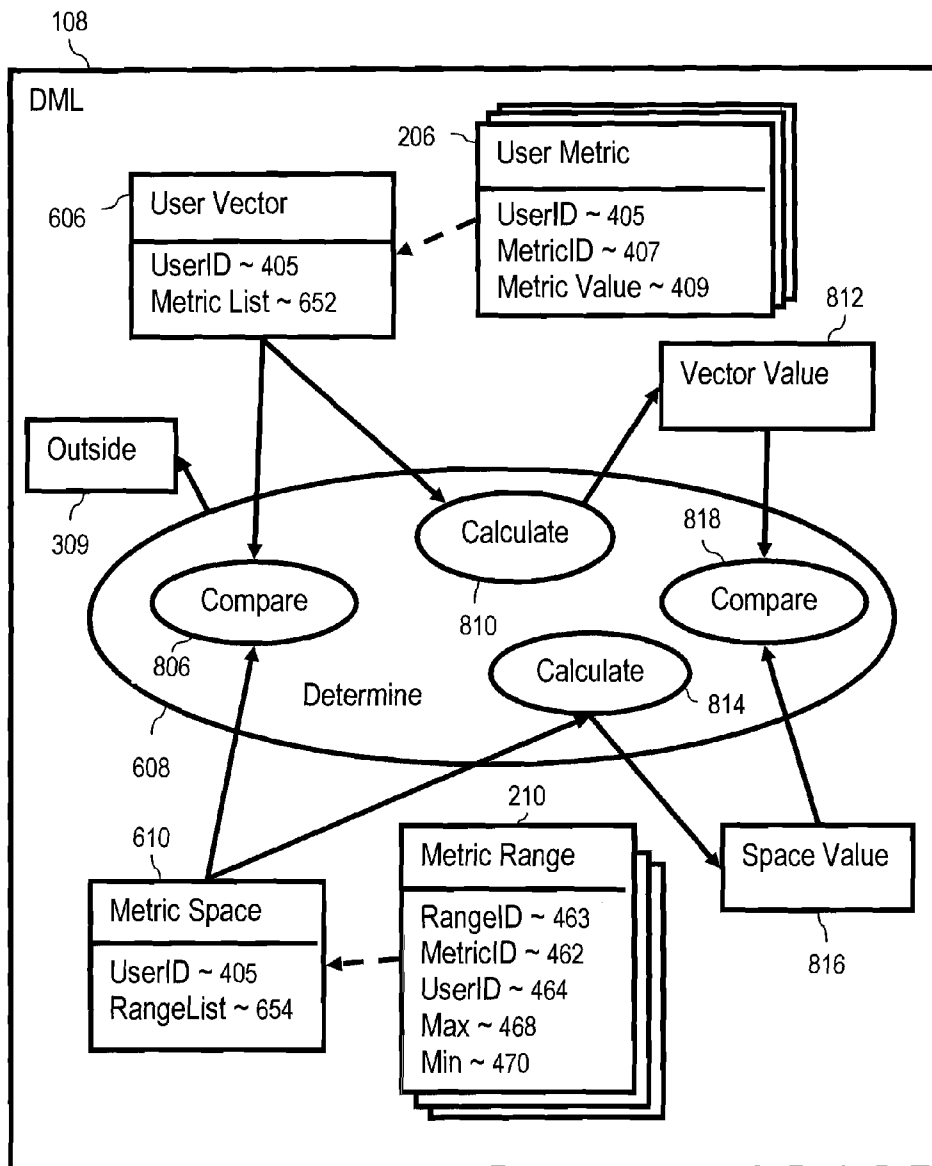 108
DML
206
User Metric
UserID ~ 405
MetricID ~ 407
Metric Value ~ 409
606
User Vector
UserID ~ 405
Metric List ~ 652
812
Vector Value
Outside
309
Calculate
810
818
Compare
Compare
806
Calculate
814
Determine
608
610
Metric Space
UserID ~ 405
RangeList ~ 654
210
Metric Range
RangeID ~ 463
MetricID ~ 462
UserID ~ 464
Max ~ 468
Min ~ 470
Space Value
816